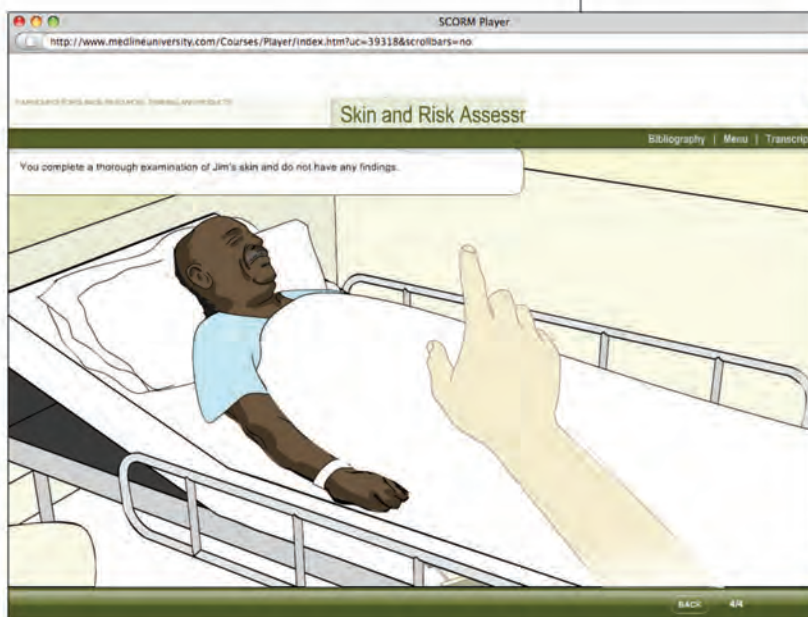 SCORM Player
http://www.medlineuniversity.com/Courses/Player/index.htm?uc=39318&scrollbars=no
Skin and Risk Assessr
Bibliography | Menu | Transcrip
You complete a thorough examination of Jim's skin and do not have any findings.
BACK 4/4